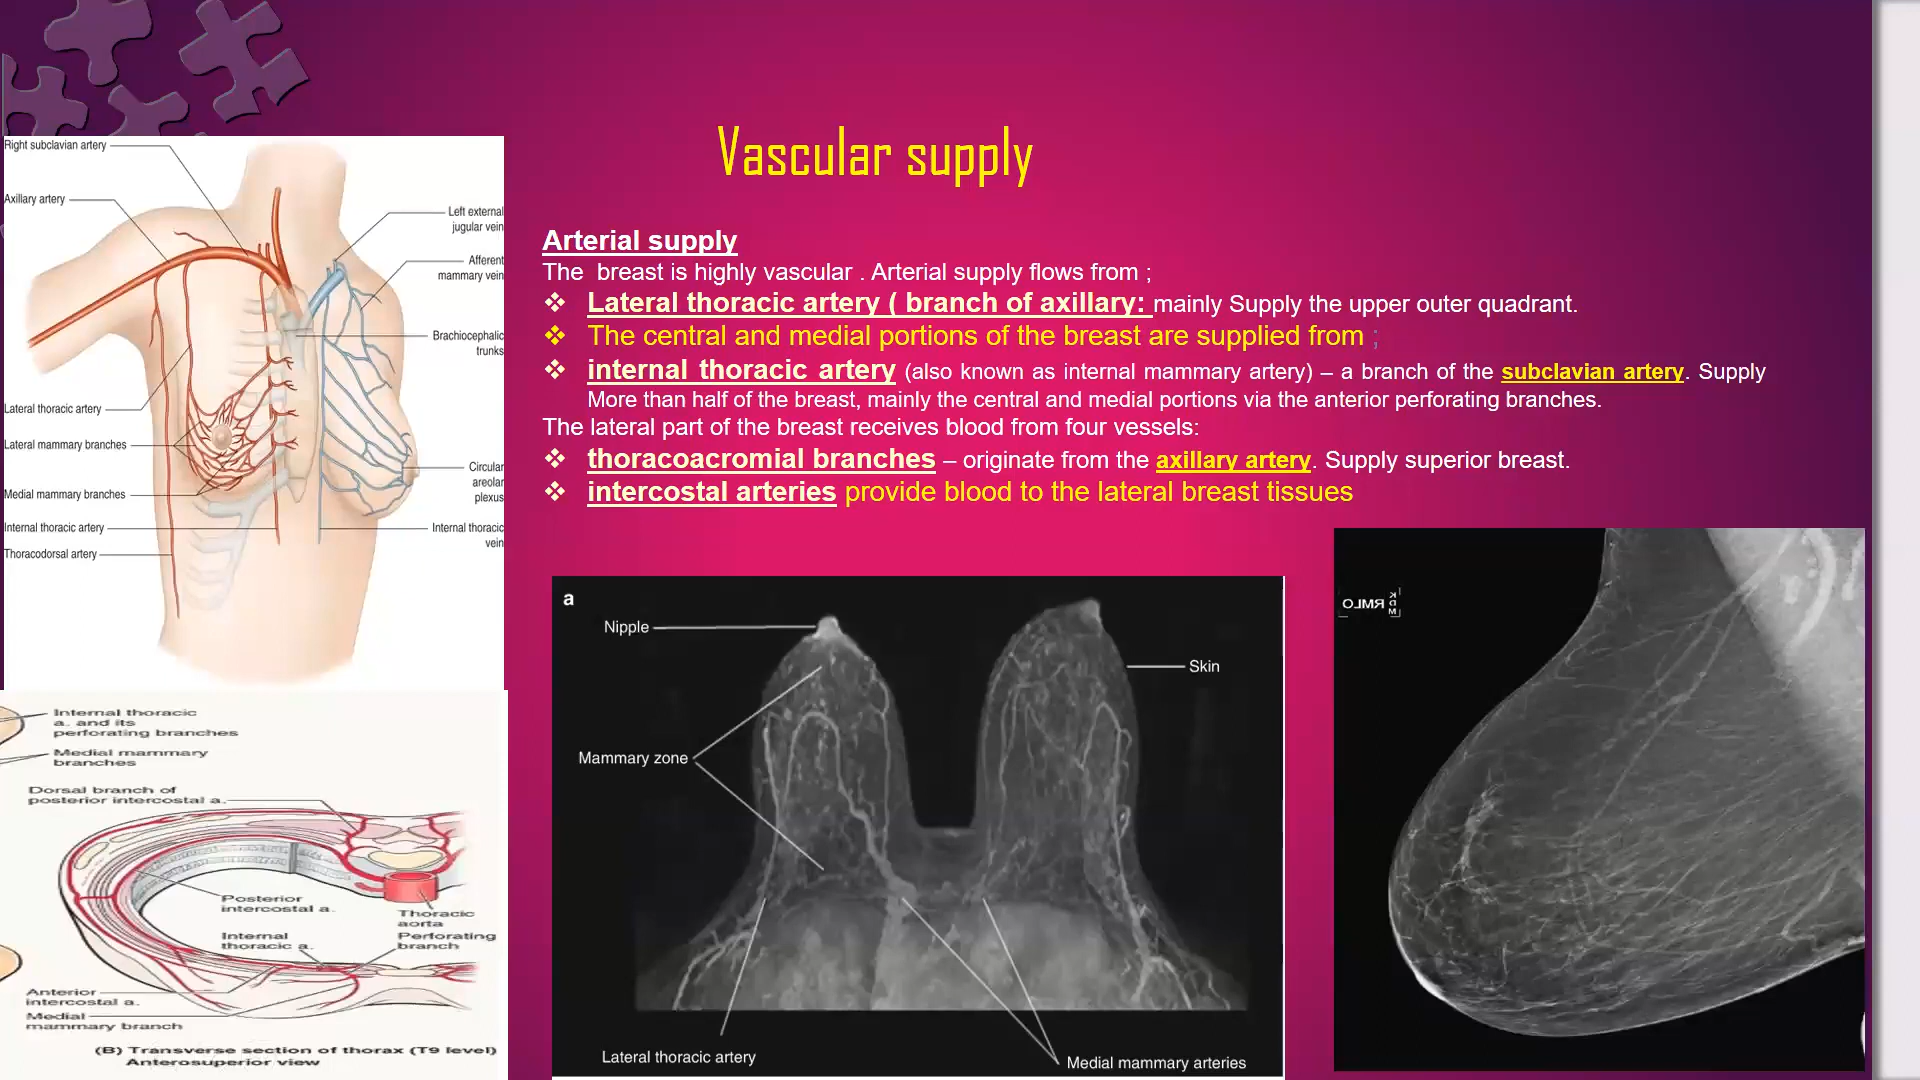 Vascular supply
Arterial supply
The breast is highly vascular . Arterial supply flows from ;
❖ Lateral thoracic artery ( branch of axillary: mainly Supply the upper outer quadrant.
❖ The central and medial portions of the breast are supplied from ;
❖ internal thoracic artery (also known as internal mammary artery) – a branch of the subclavian artery. Supply
More than half of the breast, mainly the central and medial portions via the anterior perforating branches.
The lateral part of the breast receives blood from four vessels:
❖ thoracoacromial branches – originate from the axillary artery. Supply superior breast.
❖ intercostal arteries provide blood to the lateral breast tissues
Right subclavian artery
Axillary artery
Lateral thoracic artery
Lateral mammary branches
Medial mammary branches
Internal thoracic artery
Thoracodorsal artery
Left external
jugular vein
Afferent
mammary vein
Brachiocephalic
trunks
Circular
areolar
plexus
Internal thoracic
vein
Internal thoracic
a. and its
perforating branches
Medial mammary
branches
Dorsal branch of
posterior intercostal a.
Posterior
intercostal a.
Thoracic
aorta
Internal
thoracic a.
Perforating
branch
Anterior
intercostal a.
Medial
mammary branch
(B) Transverse section of thorax (T9 level)
Anterosuperior view
a
Nipple
Skin
Mammary zone
Lateral thoracic artery
Medial mammary arteries
RMLO
KDM